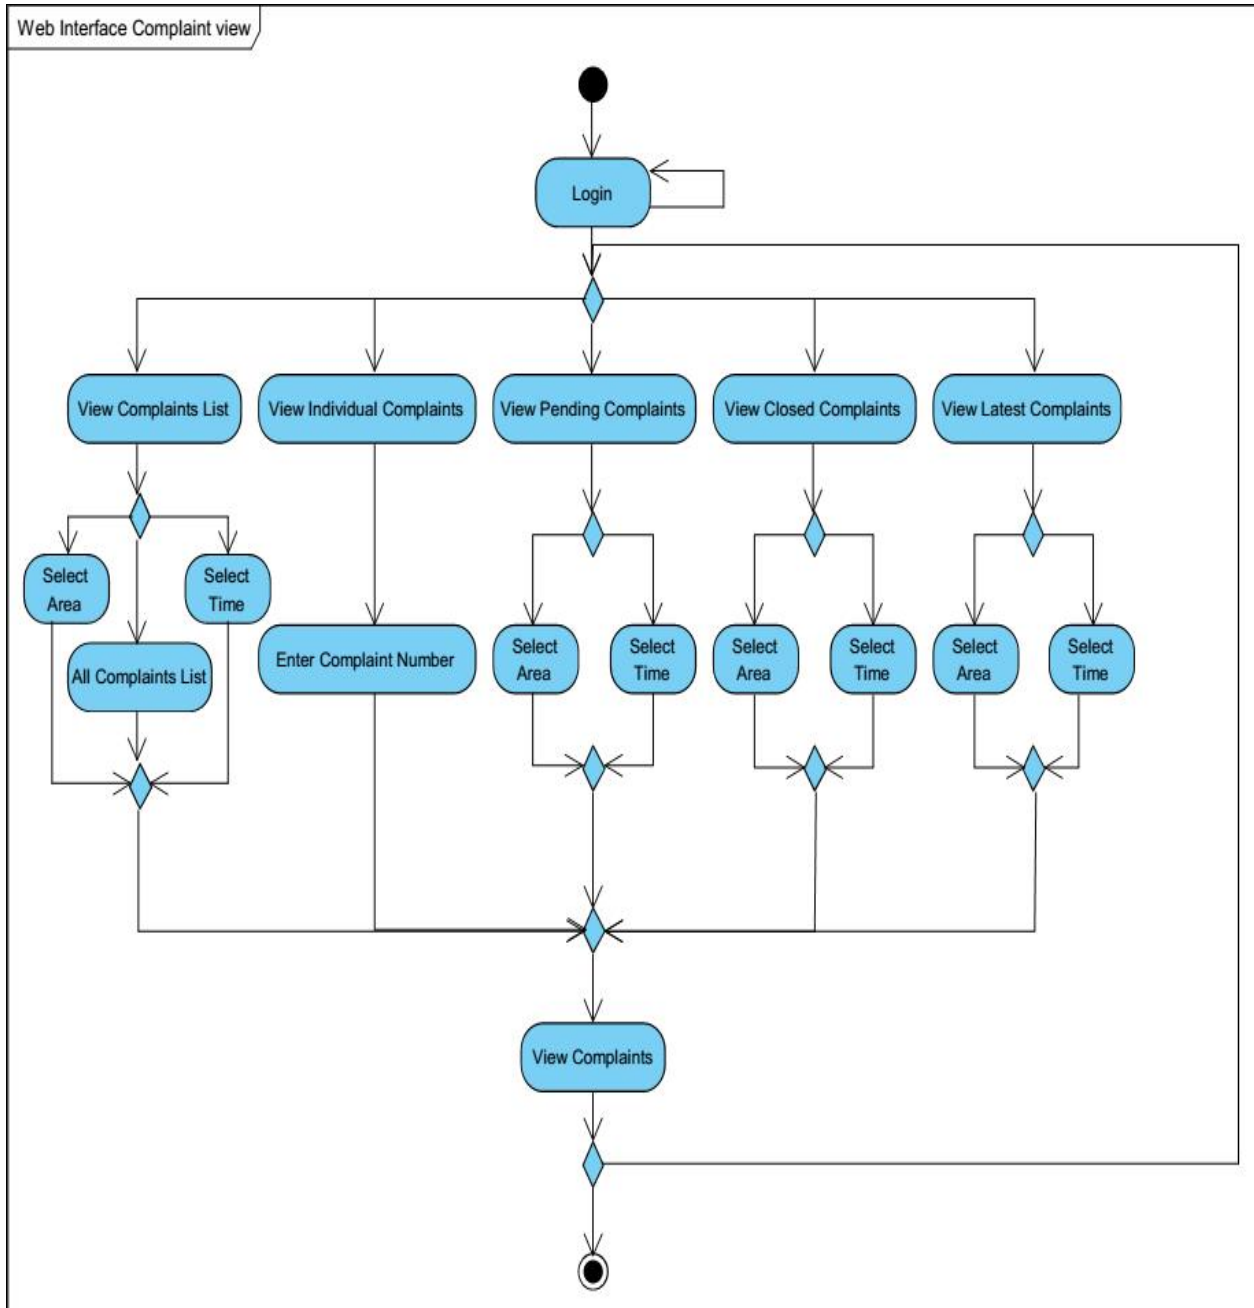 Web Interface Complaint view
Login
View Complaints List
View Individual Complaints
View Pending Complaints
View Closed Complaints
View Latest Complaints
Select
Area
Select
Time
All Complaints List
Enter Complaint Number
Select
Area
Select
Time
Select
Area
Select
Time
Select
Area
Select
Time
View Complaints